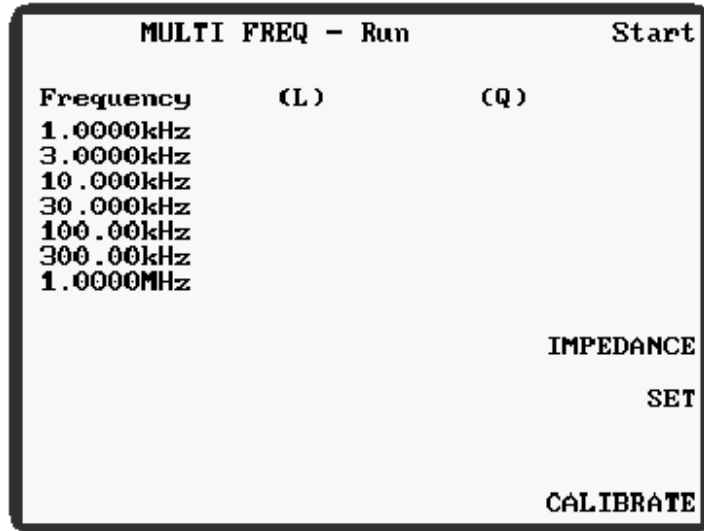 MULTI FREQ - Run Start
Frequency (L) (Q)
1.0000kHz
3.0000kHz
10.000kHz
30.000kHz
100.00kHz
300.00kHz
1.0000MHz
IMPEDANCE
SET
CALIBRATE